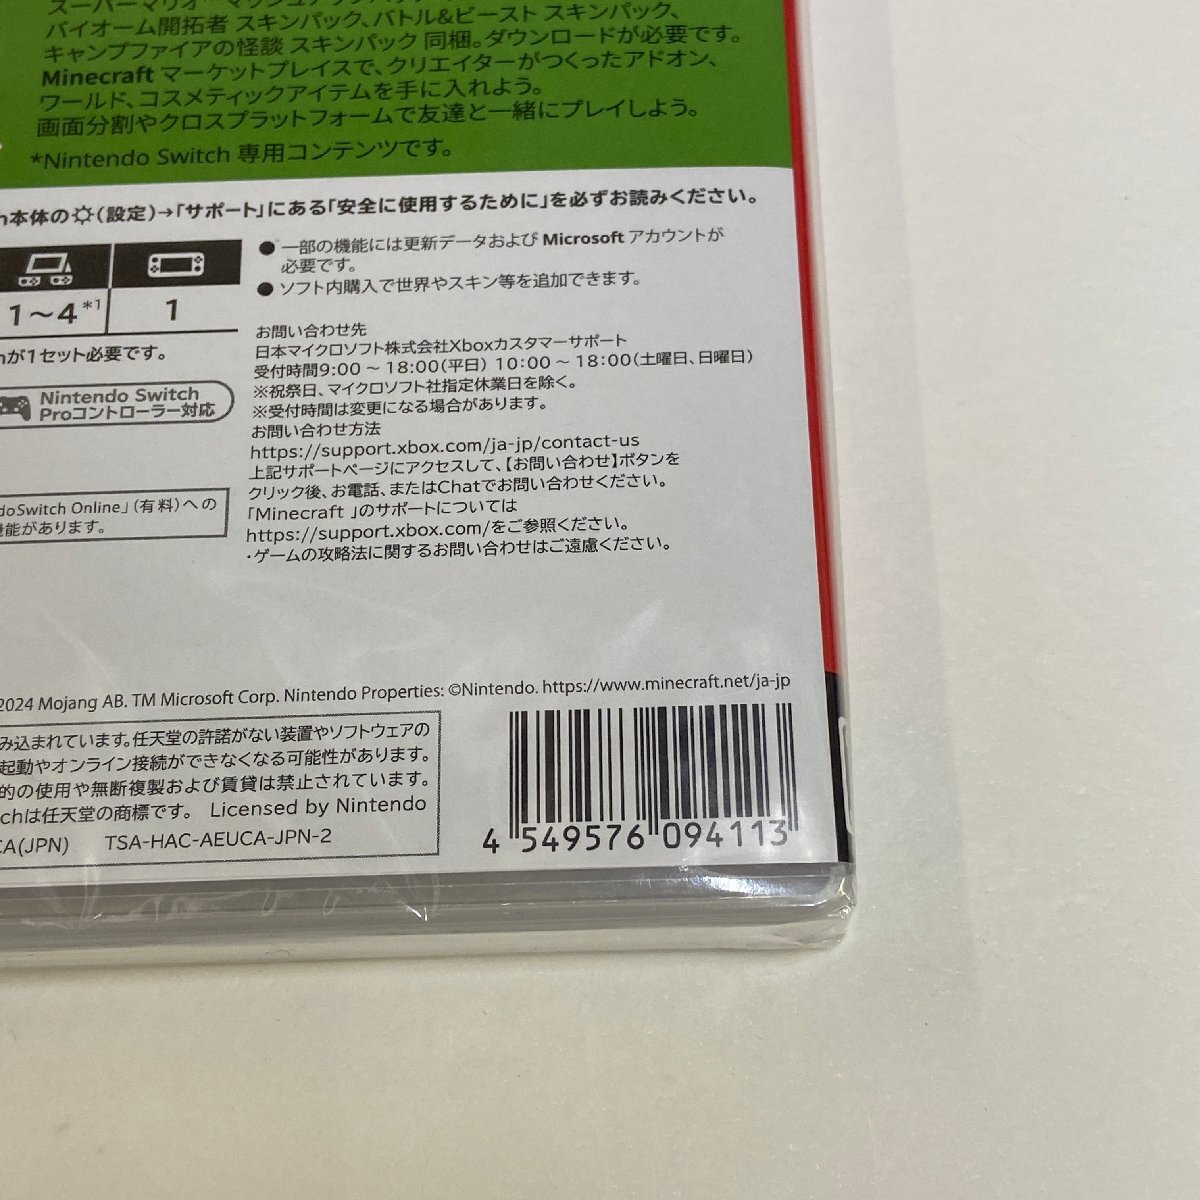 スーパーマリオ マッシュアップパック
バイオーム開拓者 スキンパック、バトル&ビースト スキンパック、
キャンプファイアの怪談 スキンパック 同梱。ダウンロードが必要です。
Minecraft マーケットプレイスで、クリエイターがつくったアドオン、
ワールド、コスメティックアイテムを手に入れよう。
画面分割やクロスプラットフォームで友達と一緒にプレイしよう。
*Nintendo Switch 専用コンテンツです。
h本体の(設定)→「サポート」にある「安全に使用するために」を必ずお読みください。
1～4*1 1
が1セット必要です。
Nintendo Switch
Proコントローラー対応
doSwitch Online」(有料)への
機能があります。
●一部の機能には更新データおよび Microsoft アカウントが
必要です。
●ソフト内購入で世界やスキン等を追加できます。
お問い合わせ先
日本マイクロソフト株式会社Xboxカスタマーサポート
受付時間9:00 ～ 18:00(平日) 10:00 ～ 18:00(土曜日、日曜日)
※祝祭日、マイクロソフト社指定休業日を除く。
※受付時間は変更になる場合があります。
お問い合わせ方法
https://support.xbox.com/ja-jp/contact-us
上記サポートページにアクセスして、【お問い合わせ】ボタンを
クリック後、お電話、またはChatでお問い合わせください。
「Minecraft 」のサポートについては
https://support.xbox.com/をご参照ください。
・ゲームの攻略法に関するお問い合わせはご遠慮ください。
2024 Mojang AB. TM Microsoft Corp. Nintendo Properties: ©Nintendo. https://www.minecraft.net/ja-jp
み込まれています。任天堂の許諾がない装置やソフトウェアの
起動やオンライン接続ができなくなる可能性があります。
的の使用や無断複製および賃貸は禁止されています。
chは任天堂の商標です。 Licensed by Nintendo
CA(JPN) TSA-HAC-AEUCA-JPN-2
4 549576 094113